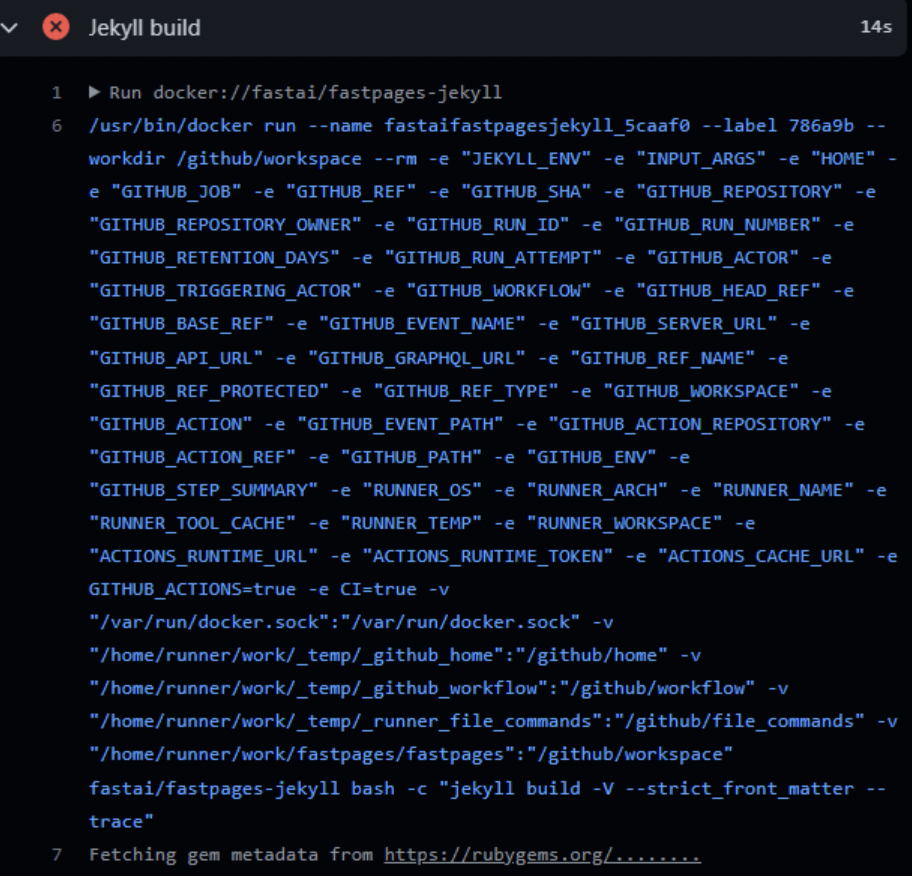 Jekyll build 14s
1 ▶ Run docker://fastai/fastpages-jekyll
6 /usr/bin/docker run --name fastaifastpagesjekyll_5caaf0 --label 786a9b --
workdir /github/workspace --rm -e "JEKYLL_ENV" -e "INPUT_ARGS" -e "HOME" -
e "GITHUB_JOB" -e "GITHUB_REF" -e "GITHUB_SHA" -e "GITHUB_REPOSITORY" -e
"GITHUB_REPOSITORY_OWNER" -e "GITHUB_RUN_ID" -e "GITHUB_RUN_NUMBER" -e
"GITHUB_RETENTION_DAYS" -e "GITHUB_RUN_ATTEMPT" -e "GITHUB_ACTOR" -e
"GITHUB_TRIGGERING_ACTOR" -e "GITHUB_WORKFLOW" -e "GITHUB_HEAD_REF" -e
"GITHUB_BASE_REF" -e "GITHUB_EVENT_NAME" -e "GITHUB_SERVER_URL" -e
"GITHUB_API_URL" -e "GITHUB_GRAPHQL_URL" -e "GITHUB_REF_NAME" -e
"GITHUB_REF_PROTECTED" -e "GITHUB_REF_TYPE" -e "GITHUB_WORKSPACE" -e
"GITHUB_ACTION" -e "GITHUB_EVENT_PATH" -e "GITHUB_ACTION_REPOSITORY" -e
"GITHUB_ACTION_REF" -e "GITHUB_PATH" -e "GITHUB_ENV" -e
"GITHUB_STEP_SUMMARY" -e "RUNNER_OS" -e "RUNNER_ARCH" -e "RUNNER_NAME" -e
"RUNNER_TOOL_CACHE" -e "RUNNER_TEMP" -e "RUNNER_WORKSPACE" -e
"ACTIONS_RUNTIME_URL" -e "ACTIONS_RUNTIME_TOKEN" -e "ACTIONS_CACHE_URL" -e
GITHUB_ACTIONS=true -e CI=true -v
"/var/run/docker.sock":"/var/run/docker.sock" -v
"/home/runner/work/_temp/_github_home":"/github/home" -v
"/home/runner/work/_temp/_github_workflow":"/github/workflow" -v
"/home/runner/work/_temp/_runner_file_commands":"/github/file_commands" -v
"/home/runner/work/fastpages/fastpages":"/github/workspace"
fastai/fastpages-jekyll bash -c "jekyll build -V --strict_front_matter --
trace"
7 Fetching gem metadata from https://rubygems.org/........